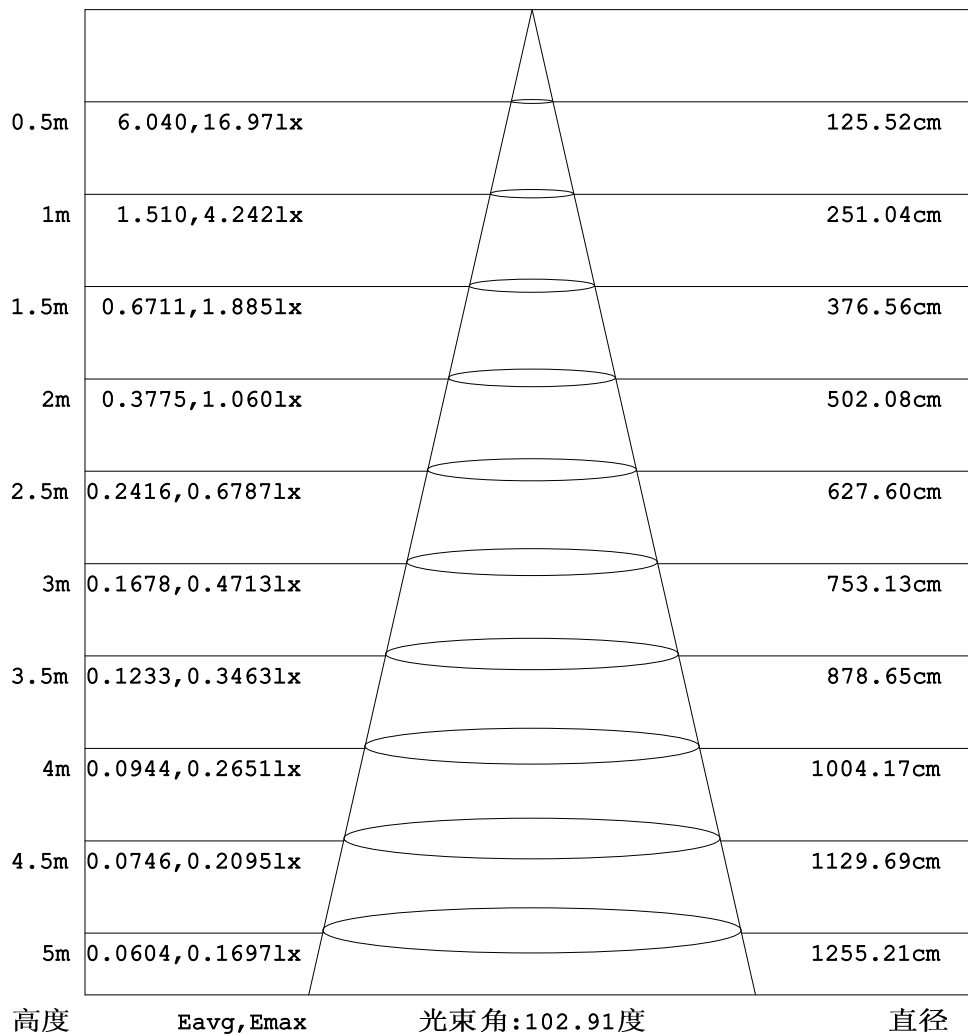 0.5m 6.040,16.97lx 125.52cm
1m 1.510,4.242lx 251.04cm
1.5m 0.6711,1.885lx 376.56cm
2m 0.3775,1.060lx 502.08cm
2.5m 0.2416,0.6787lx 627.60cm
3m 0.1678,0.4713lx 753.13cm
3.5m 0.1233,0.3463lx 878.65cm
4m 0.0944,0.2651lx 1004.17cm
4.5m 0.0746,0.2095lx 1129.69cm
5m 0.0604,0.1697lx 1255.21cm
高度 Eavg,Emax 光束角:102.91度 直径